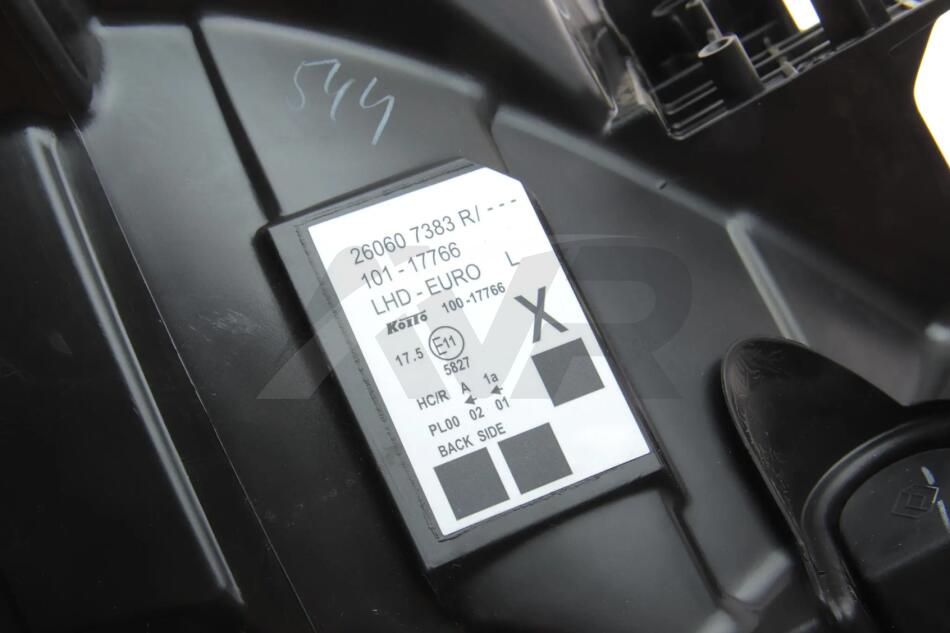 544
26060 7383 R/ ---
101 - 17766
LHD - EURO L
KOITO 100-17766
X
17.5 E11
5827
HC/R A 1a
PL00 02 01
BACK SIDE
AVR